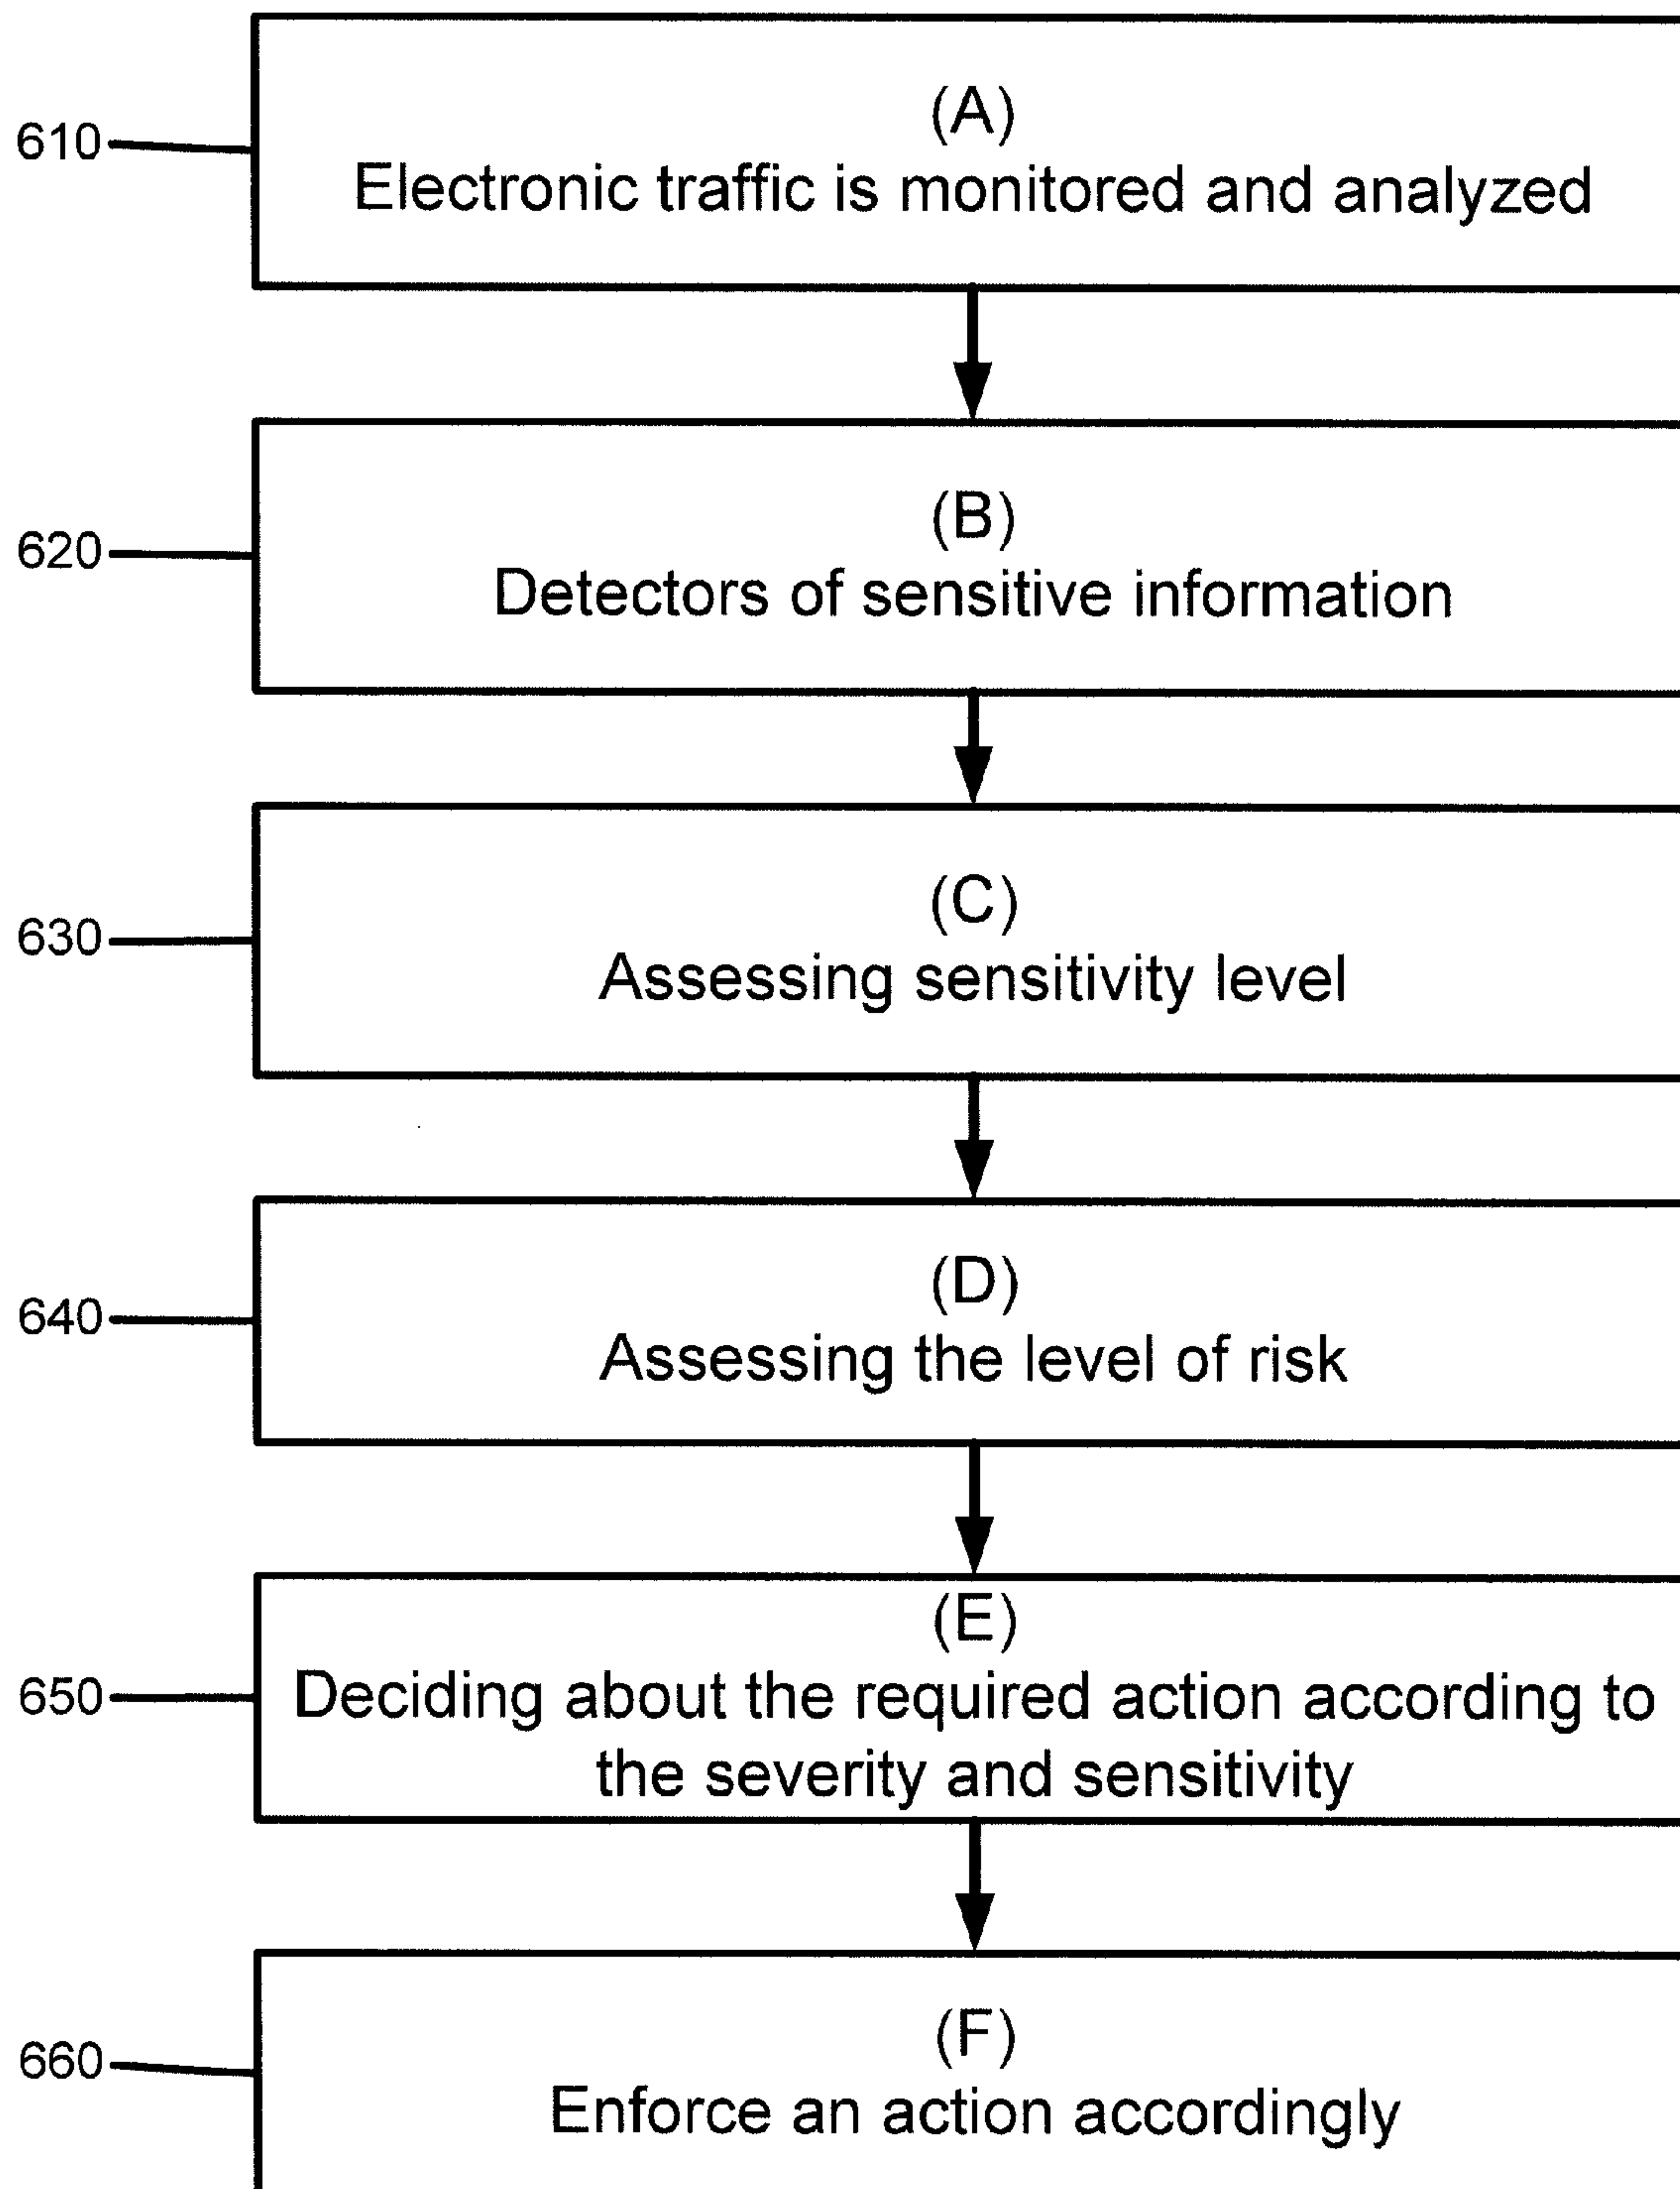 610
(A)
Electronic traffic is monitored and analyzed
620
(B)
Detectors of sensitive information
630
(C)
Assessing sensitivity level
640
(D)
Assessing the level of risk
650
(E)
Deciding about the required action according to
the severity and sensitivity
660
(F)
Enforce an action accordingly